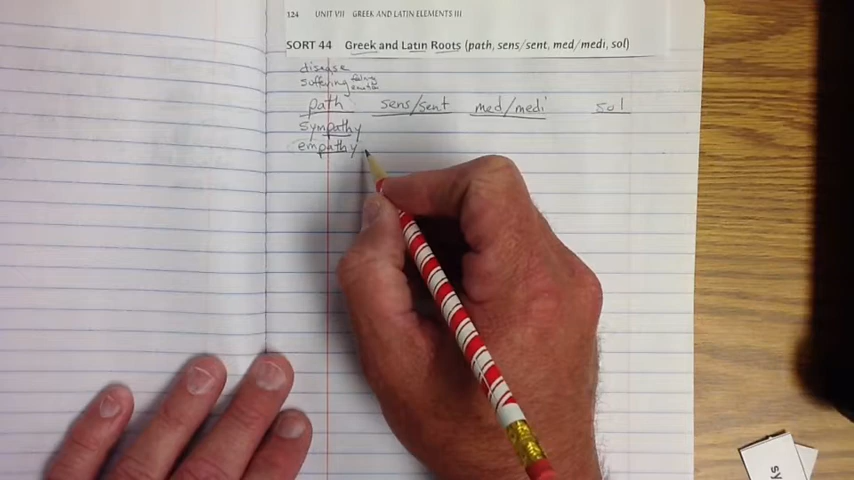 124 UNIT VII GREEK AND LATIN ELEMENTS III
SORT 44 Greek and Latin Roots (path, sens/sent, med/medi, sol)
disease
suffering feeling
emotion
path sens/sent med/medi sol
sympathy
empathy
sy